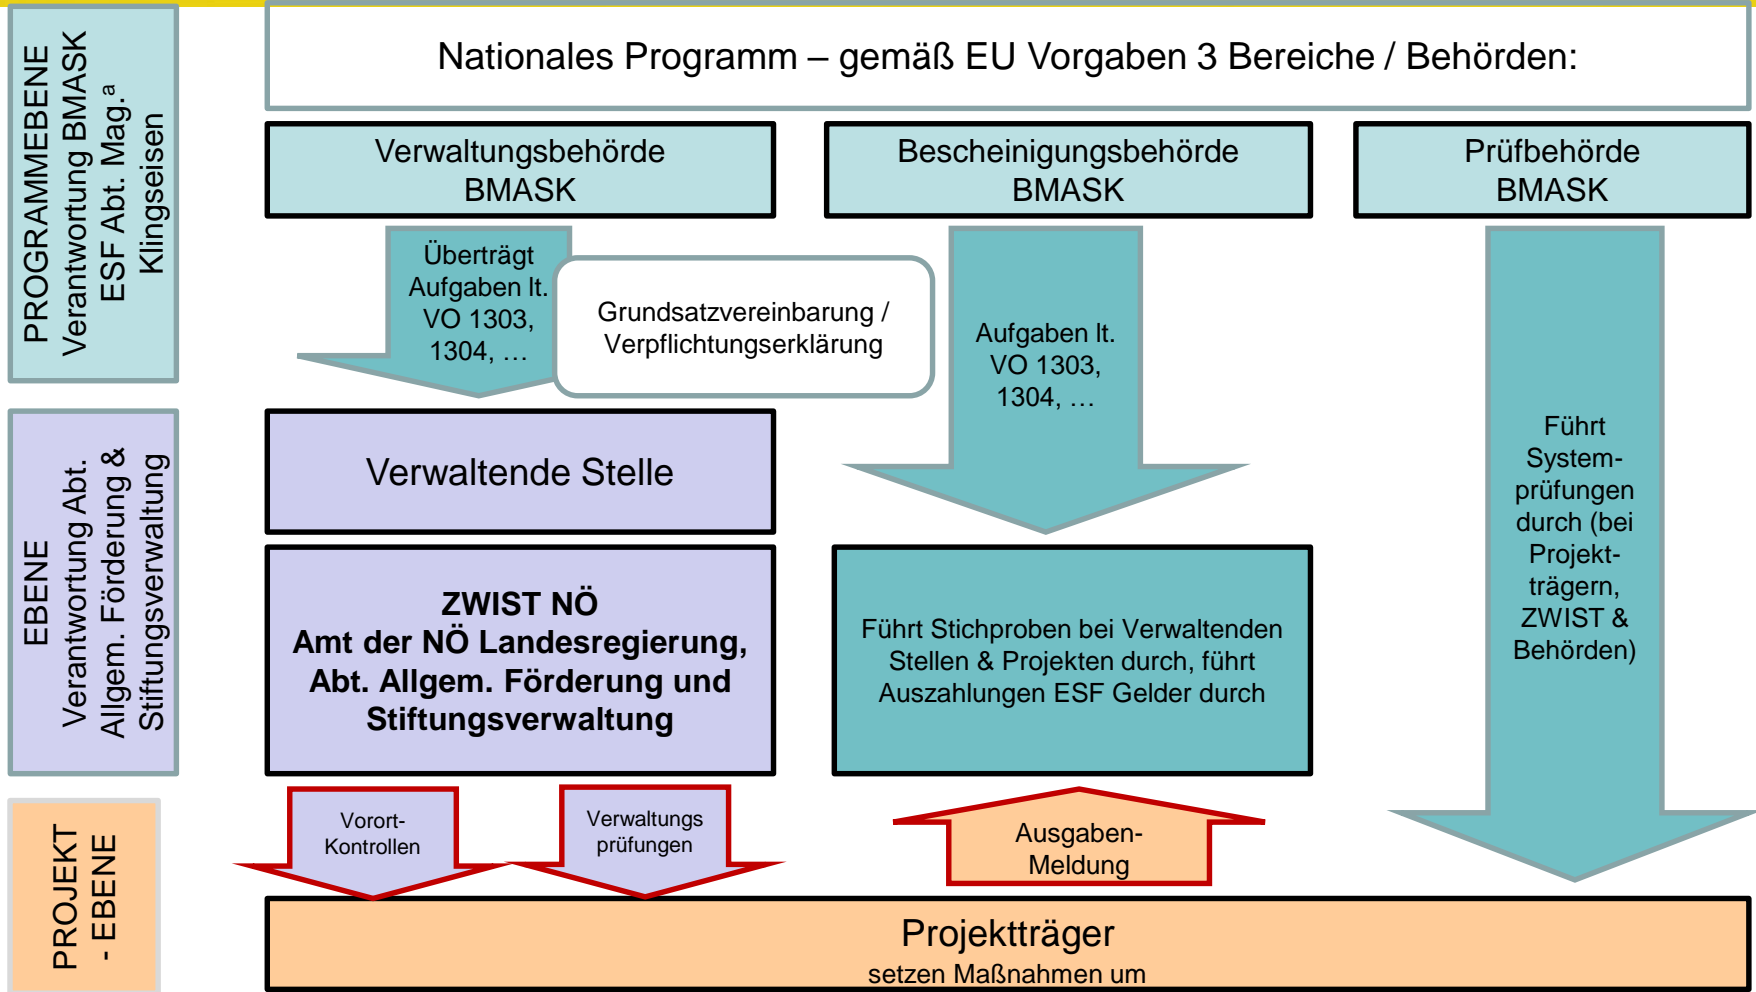 Nationales Programm – gemäß EU Vorgaben 3 Bereiche / Behörden:
PROGRAMMEBENE
Verantwortung BMASK
ESF Abt. Mag.ª
Klingseisen
Verwaltungsbehörde
BMASK
Bescheinigungsbehörde
BMASK
Prüfbehörde
BMASK
Überträgt
Aufgaben lt.
VO 1303,
1304, …
Grundsatzvereinbarung /
Verpflichtungserklärung
Aufgaben lt.
VO 1303,
1304, …
Führt
System-
prüfungen
durch (bei
Projekt-
trägern,
ZWIST &
Behörden)
EBENE
Verantwortung Abt.
Allgem. Förderung &
Stiftungsverwaltung
Verwaltende Stelle
ZWIST NÖ
Amt der NÖ Landesregierung,
Abt. Allgem. Förderung und
Stiftungsverwaltung
Führt Stichproben bei Verwaltenden
Stellen & Projekten durch, führt
Auszahlungen ESF Gelder durch
PROJEKT
- EBENE
Vorort-
Kontrollen
Verwaltungs
prüfungen
Ausgaben-
Meldung
Projektträger
setzen Maßnahmen um